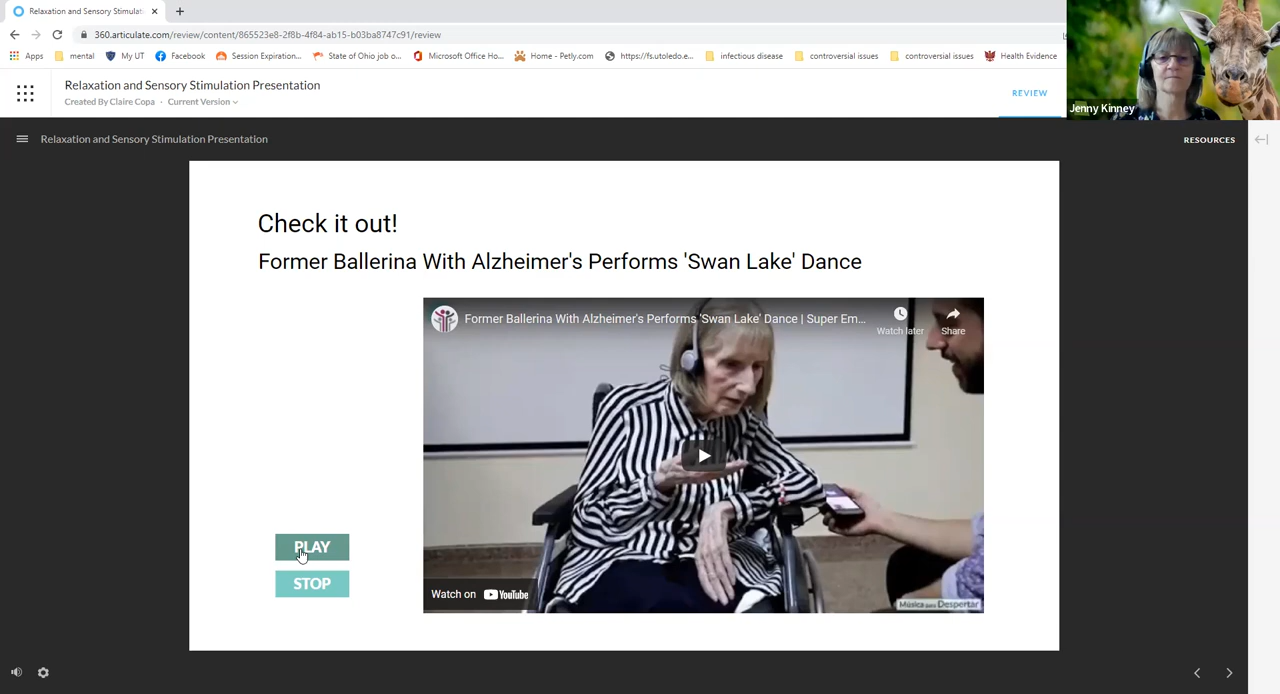 Relaxation and Sensory Stimulati
360.articulate.com/review/content/865523e8-2f8b-4f84-ab15-b03ba8747c91/review
Apps mental My UT Facebook Session Expiration... State of Ohio job o... Microsoft Office Ho... Home - Petly.com https://fs.utoledo.e... infectious disease controversial issues controversial issues Health Evidence
Jenny Kinney
Relaxation and Sensory Stimulation Presentation
Created By Claire Copa · Current Version
REVIEW
Relaxation and Sensory Stimulation Presentation
RESOURCES
Check it out!
Former Ballerina With Alzheimer's Performs 'Swan Lake' Dance
Former Ballerina With Alzheimer's Performs 'Swan Lake' Dance | Super Em...
Watch later
Share
PLAY
STOP
Watch on YouTube
Música para Despertar